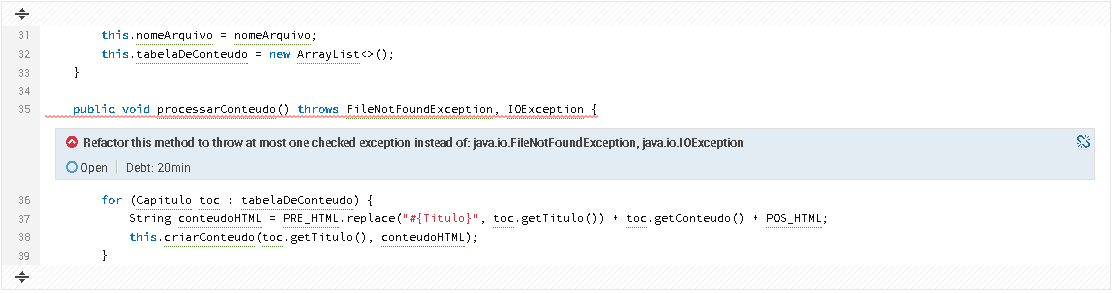 31 this.nomeArquivo = nomeArquivo;
32 this.tabelaDeConteudo = new ArrayList<>();
33 }
34
35 public void processarConteudo() throws FileNotFoundException, IOException {
Refactor this method to throw at most one checked exception instead of: java.io.FileNotFoundException, java.io.IOException
Open Debt: 20min
36 for (Capitulo toc : tabelaDeConteudo) {
37 String conteudoHTML = PRE_HTML.replace("#{Titulo}", toc.getTitulo()) + toc.getConteudo() + POS_HTML;
38 this.criarConteudo(toc.getTitulo(), conteudoHTML);
39 }